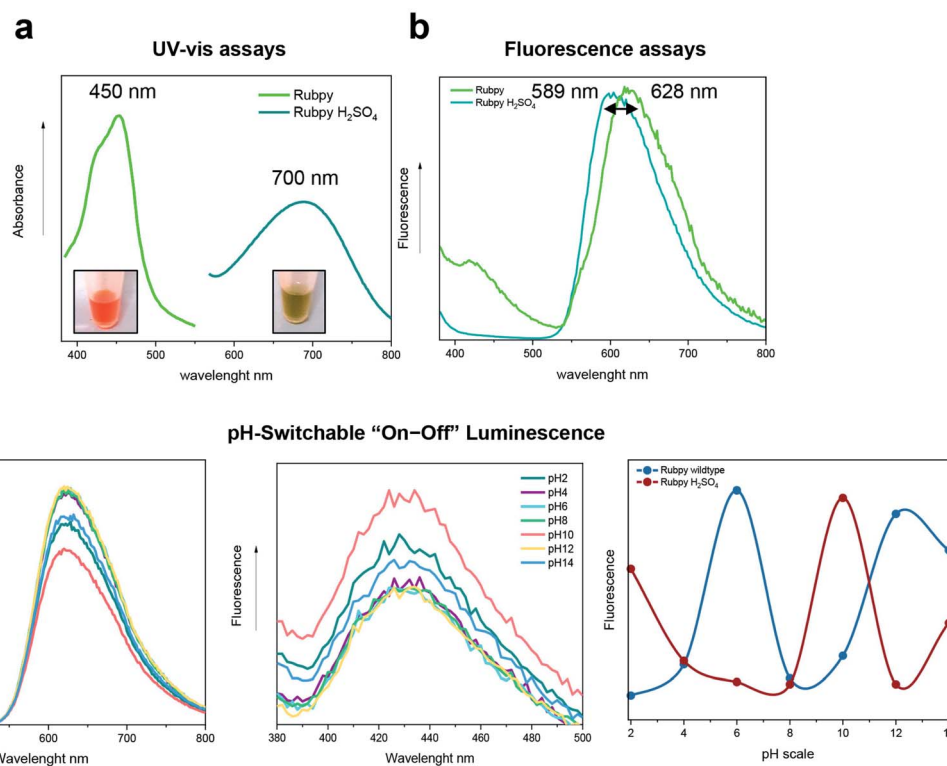 a
UV-vis assays
450 nm
Rubpy
Rubpy H₂SO₄
700 nm
Absorbance
400 500 600 700 800
wavelenght nm
b
Fluorescence assays
Rubpy
Rubpy H₂SO₄
589 nm 628 nm
Fluorescence
400 500 600 700 800
wavelenght nm
pH-Switchable “On−Off” Luminescence
600 700 800
Wavelenght nm
pH2
pH4
pH6
pH8
pH10
pH12
pH14
Fluorescence
380 400 420 440 460 480 500
Wavelenght nm
Rubpy wildtype
Rubpy H₂SO₄
Fluorescence
2 4 6 8 10 12
pH scale